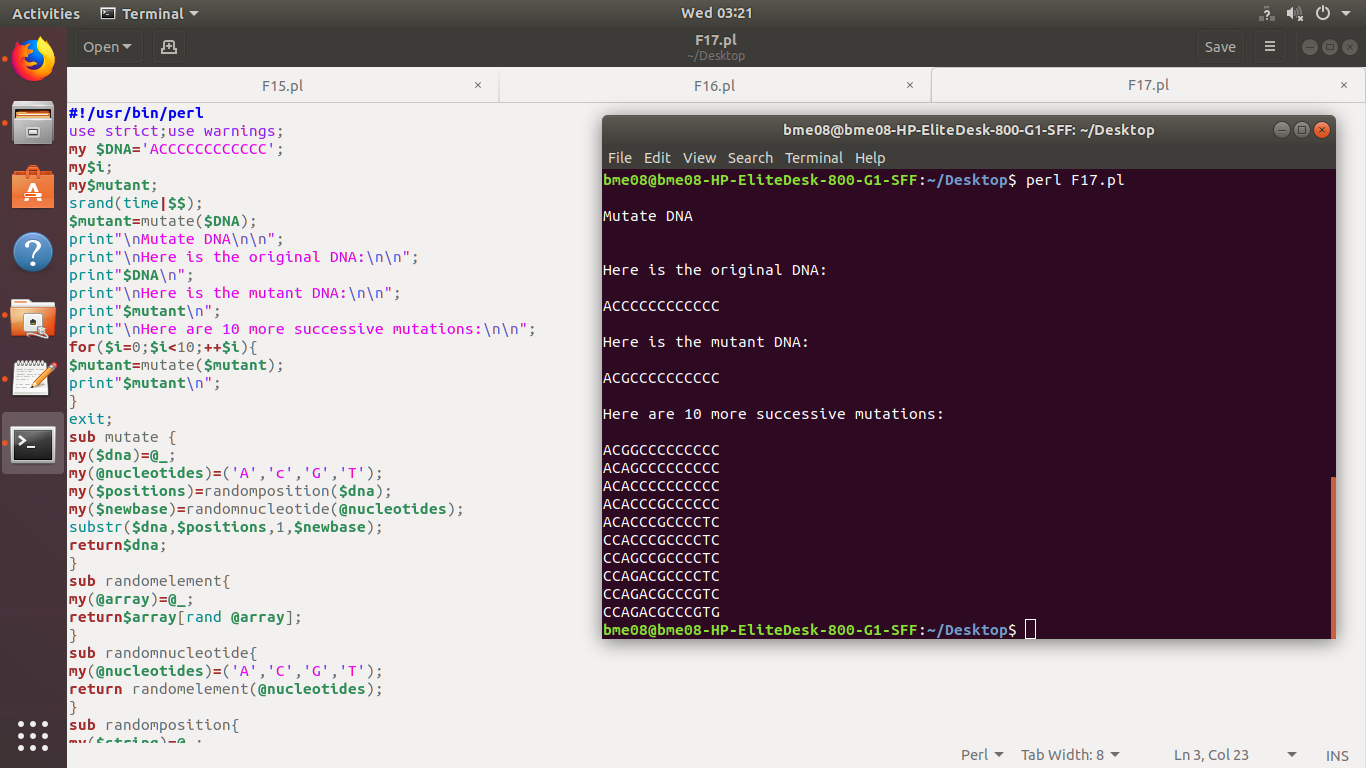 Activities Terminal Wed 03:21
Open F17.pl Save
~/Desktop
F15.pl × F16.pl × F17.pl ×
#!/usr/bin/perl
use strict;use warnings;
my $DNA='ACCCCCCCCCCCC';
my$i;
my$mutant;
srand(time|$$);
$mutant=mutate($DNA);
print"\nMutate DNA\n\n";
print"\nHere is the original DNA:\n\n";
print"$DNA\n";
print"\nHere is the mutant DNA:\n\n";
print"$mutant\n";
print"\nHere are 10 more successive mutations:\n\n";
for($i=0;$i<10;++$i){
$mutant=mutate($mutant);
print"$mutant\n";
}
exit;
sub mutate {
my($dna)=@_;
my(@nucleotides)=('A','c','G','T');
my($positions)=randomposition($dna);
my($newbase)=randomnucleotide(@nucleotides);
substr($dna,$positions,1,$newbase);
return$dna;
}
sub randomelement{
my(@array)=@_;
return$array[rand @array];
}
sub randomnucleotide{
my(@nucleotides)=('A','C','G','T');
return randomelement(@nucleotides);
}
sub randomposition{
my($string)=@_;
bme08@bme08-HP-EliteDesk-800-G1-SFF: ~/Desktop
File Edit View Search Terminal Help
bme08@bme08-HP-EliteDesk-800-G1-SFF:~/Desktop$ perl F17.pl
Mutate DNA
Here is the original DNA:
ACCCCCCCCCCCC
Here is the mutant DNA:
ACGCCCCCCCCCC
Here are 10 more successive mutations:
ACGGCCCCCCCCC
ACAGCCCCCCCCC
ACACCCCCCCCCC
ACACCCGCCCCCC
ACACCCGCCCCTC
CCACCCGCCCCTC
CCAGCCGCCCCTC
CCAGACGCCCCTC
CCAGACGCCCGTC
CCAGACGCCCGTG
bme08@bme08-HP-EliteDesk-800-G1-SFF:~/Desktop$
Perl Tab Width: 8 Ln 3, Col 23 INS